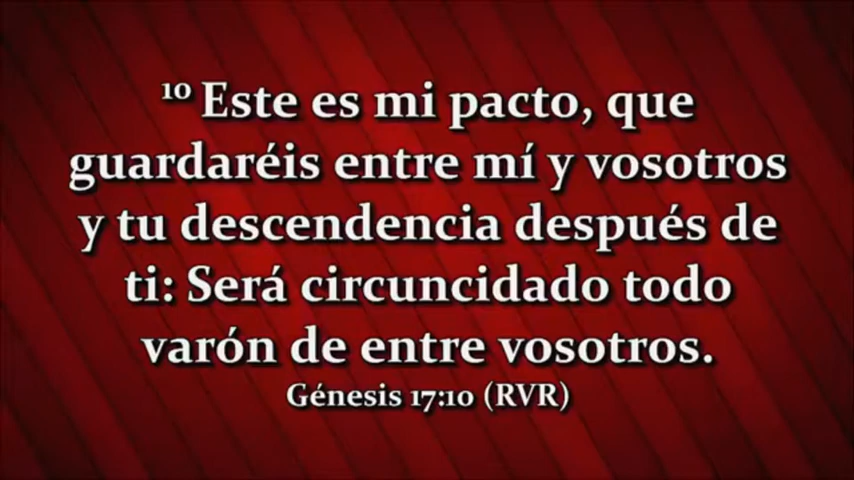 ¹⁰ Este es mi pacto, que
guardaréis entre mí y vosotros
y tu descendencia después de
ti: Será circuncidado todo
varón de entre vosotros.
Génesis 17:10 (RVR)